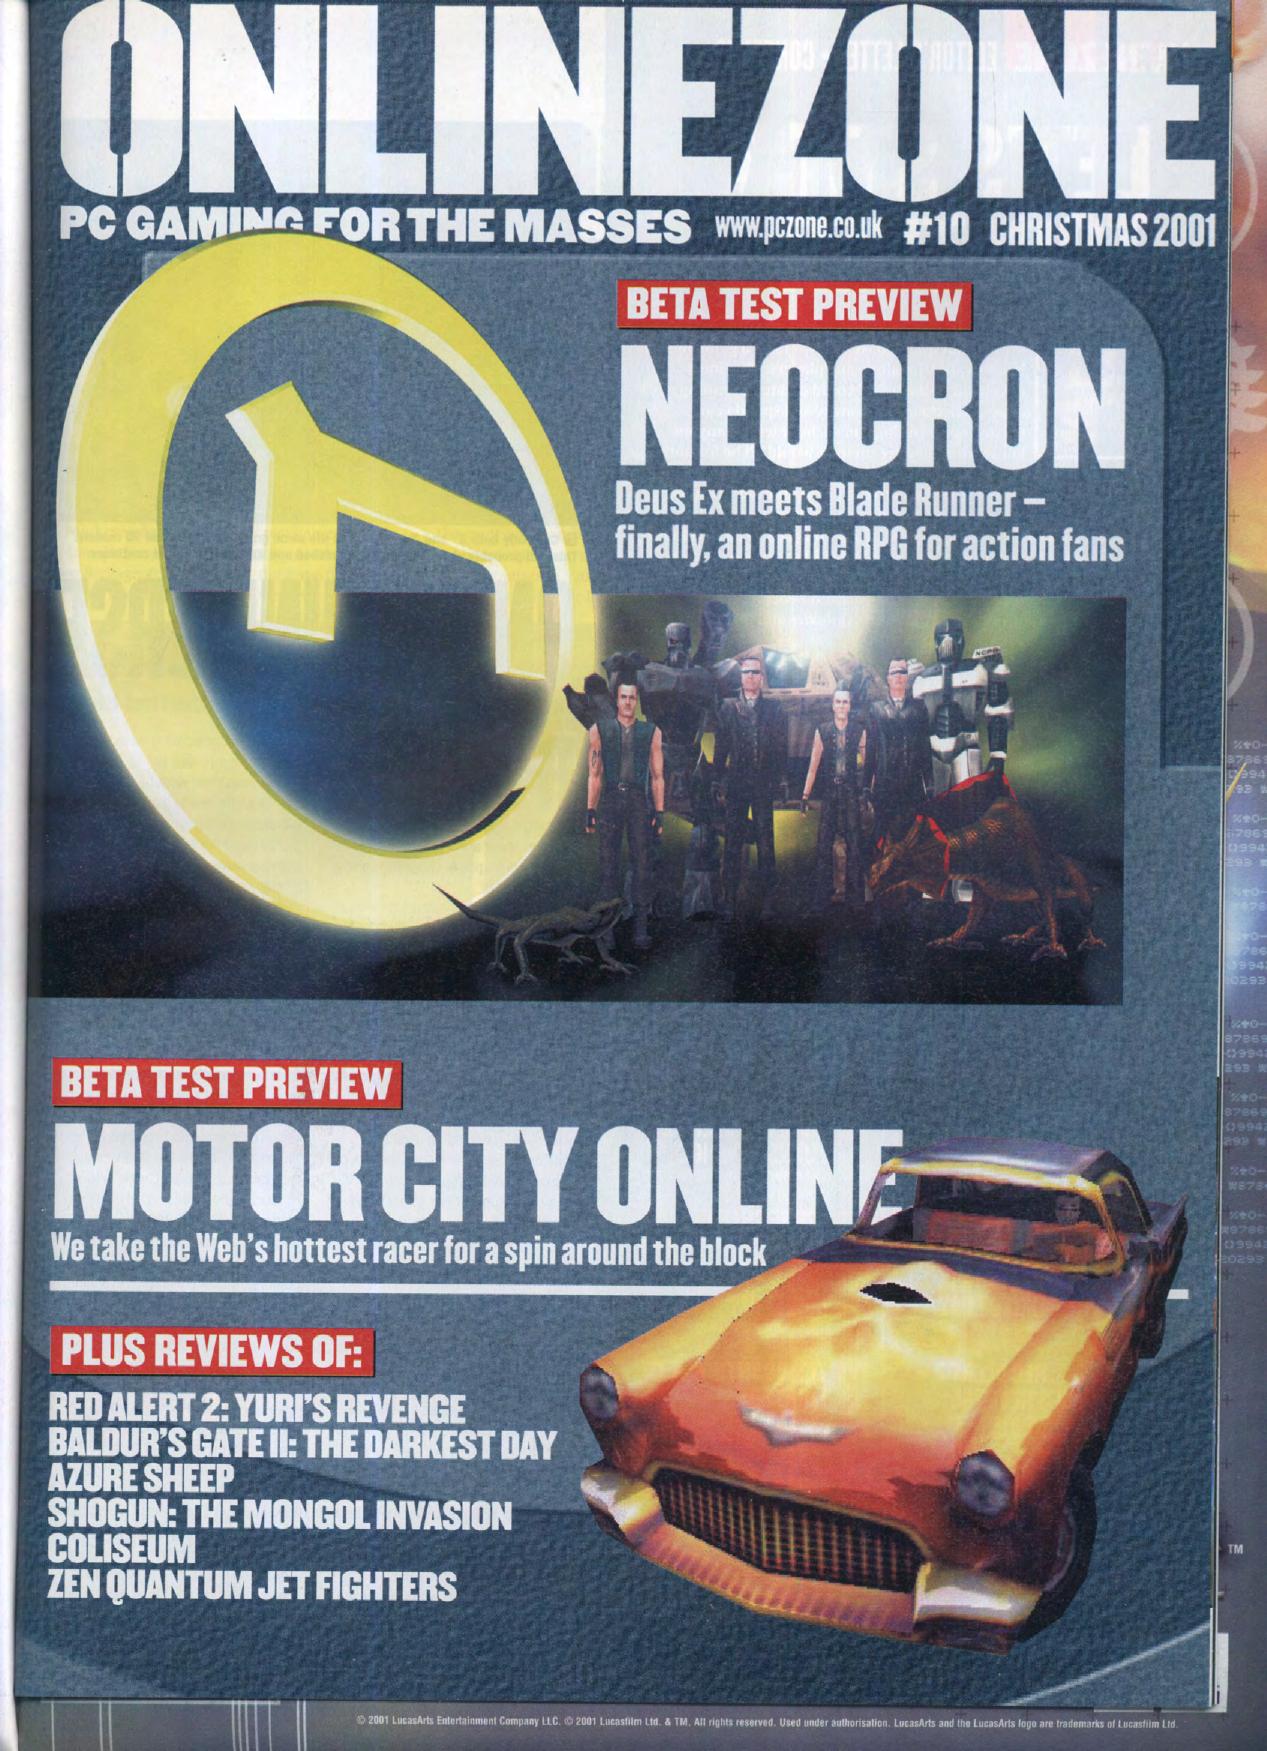 ONLINEZONE
PC GAMING FOR THE MASSES www.pczone.co.uk #10 CHRISTMAS 2001
BETA TEST PREVIEW
NEOCRON
Deus Ex meets Blade Runner –
finally, an online RPG for action fans
BETA TEST PREVIEW
MOTOR CITY ONLINE
We take the Web's hottest racer for a spin around the block
PLUS REVIEWS OF:
RED ALERT 2: YURI'S REVENGE
BALDUR'S GATE II: THE DARKEST DAY
AZURE SHEEP
SHOGUN: THE MONGOL INVASION
COLISEUM
ZEN QUANTUM JET FIGHTERS
TM
© 2001 LucasArts Entertainment Company LLC. © 2001 Lucasfilm Ltd. & TM. All rights reserved. Used under authorisation. LucasArts and the LucasArts logo are trademarks of Lucasfilm Ltd.